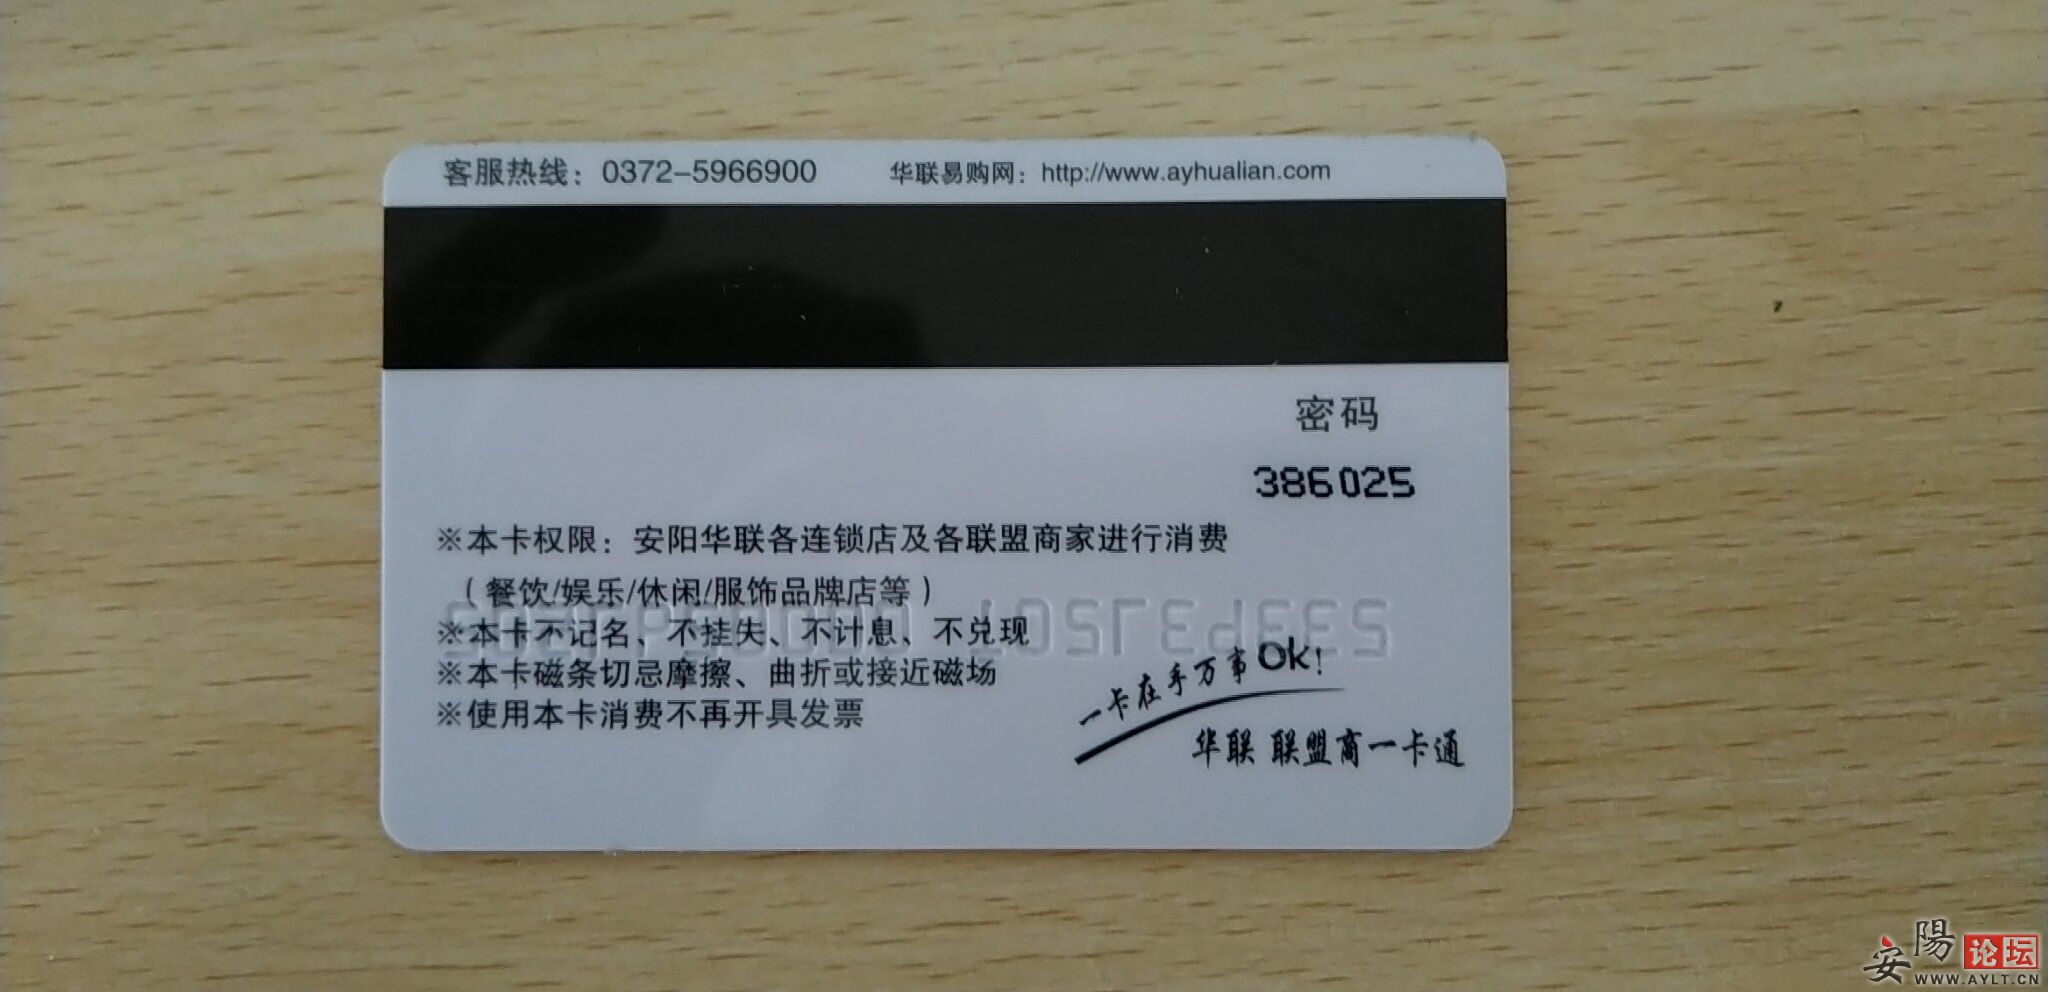 客服热线：0372-5966900 华联易购网：http://www.ayhualian.com
密码
386025
※本卡权限：安阳华联各连锁店及各联盟商家进行消费
（餐饮/娱乐/休闲/服饰品牌店等）
※本卡不记名、不挂失、不计息、不兑现
※本卡磁条切忌摩擦、曲折或接近磁场
※使用本卡消费不再开具发票
一卡在手万事Ok!
华联 联盟商一卡通
安陽论坛
WWW.AYLT.CN